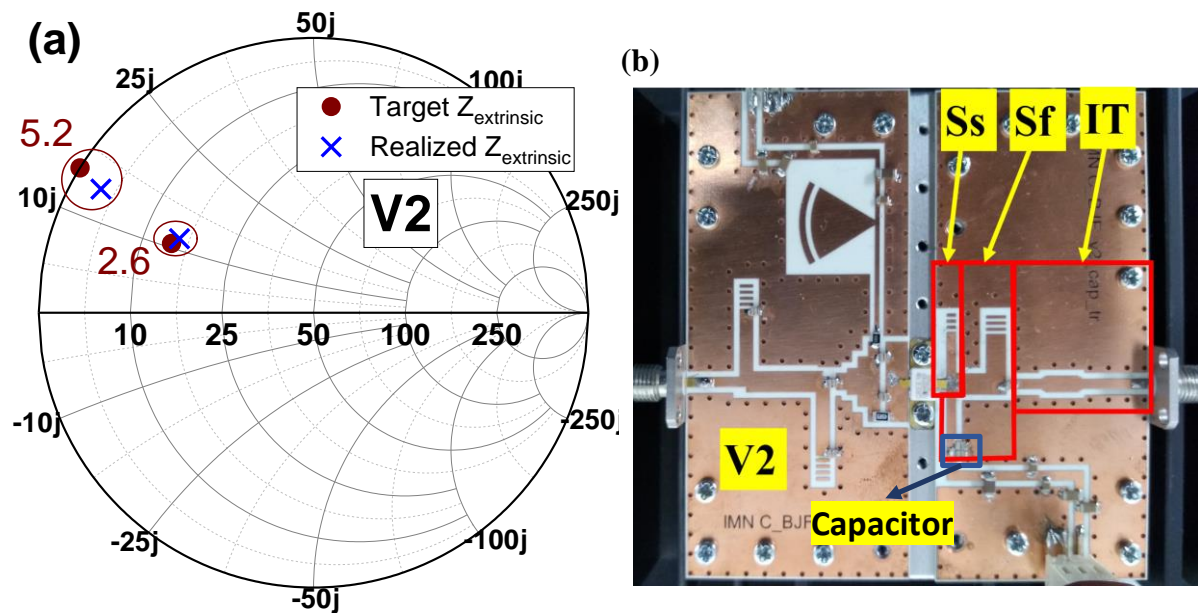 (a)
50j
25j
100j
Target Z_extrinsic
Realized Z_extrinsic
5.2
10j
V2
250j
2.6
10
25
50
100
250
-10j
-250j
-25j
-100j
-50j
(b)
Ss
Sf
IT
V2
Capacitor
IMN C_BJF